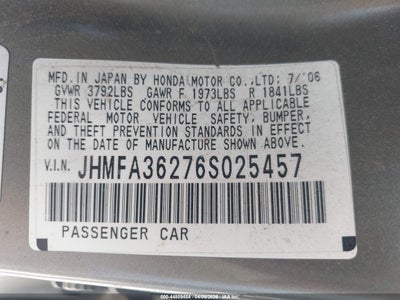 MFD. IN JAPAN BY HONDA MOTOR CO., LTD: 7/'06
GVWR 3792LBS GAWR F 1973LBS R 1841LBS
THIS VEHICLE CONFORMS TO ALL APPLICABLE
FEDERAL MOTOR VEHICLE SAFETY, BUMPER,
AND THEFT PREVENTION STANDARDS IN EFFECT
ON THE DATE OF MANUFACTURE SHOWN ABOVE.
V.I.N. JHMFA36276S025457
PASSENGER CAR